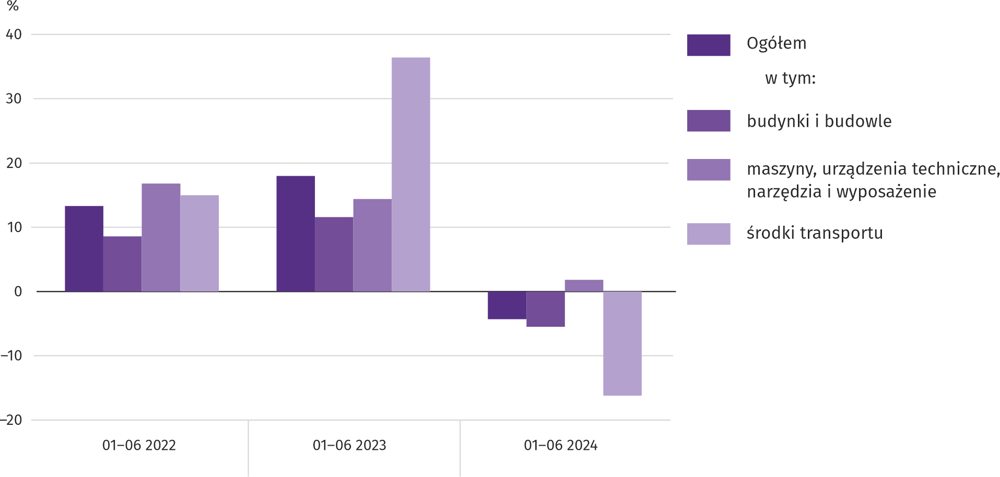 %
40
30
20
10
0
–10
–20
01–06 2022
01–06 2023
01–06 2024
Ogółem
w tym:
budynki i budowle
maszyny, urządzenia techniczne,
narzędzia i wyposażenie
środki transportu